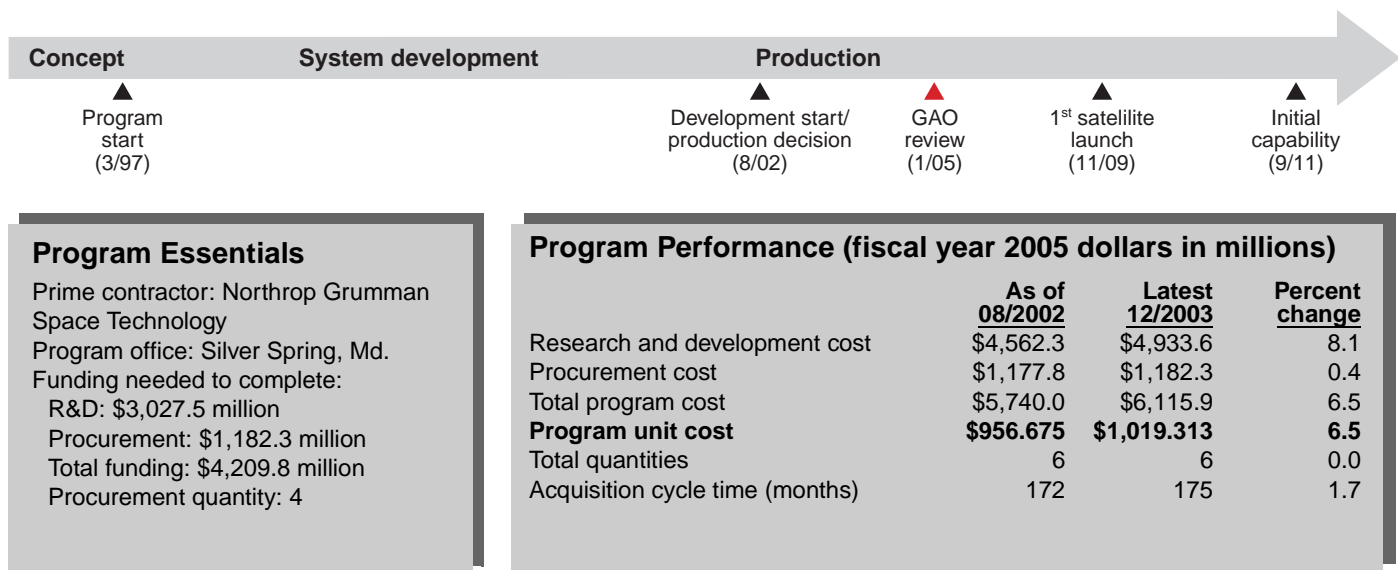 Concept System development Production
Program
start
(3/97)
Development start/
production decision
(8/02)
GAO
review
(1/05)
1st satelilite
launch
(11/09)
Initial
capability
(9/11)
Program Essentials
Prime contractor: Northrop Grumman
Space Technology
Program office: Silver Spring, Md.
Funding needed to complete:
R&D: $3,027.5 million
Procurement: $1,182.3 million
Total funding: $4,209.8 million
Procurement quantity: 4
Program Performance (fiscal year 2005 dollars in millions)
As of Latest Percent
08/2002 12/2003 change
Research and development cost $4,562.3 $4,933.6 8.1
Procurement cost $1,177.8 $1,182.3 0.4
Total program cost $5,740.0 $6,115.9 6.5
Program unit cost $956.675 $1,019.313 6.5
Total quantities 6 6 0.0
Acquisition cycle time (months) 172 175 1.7